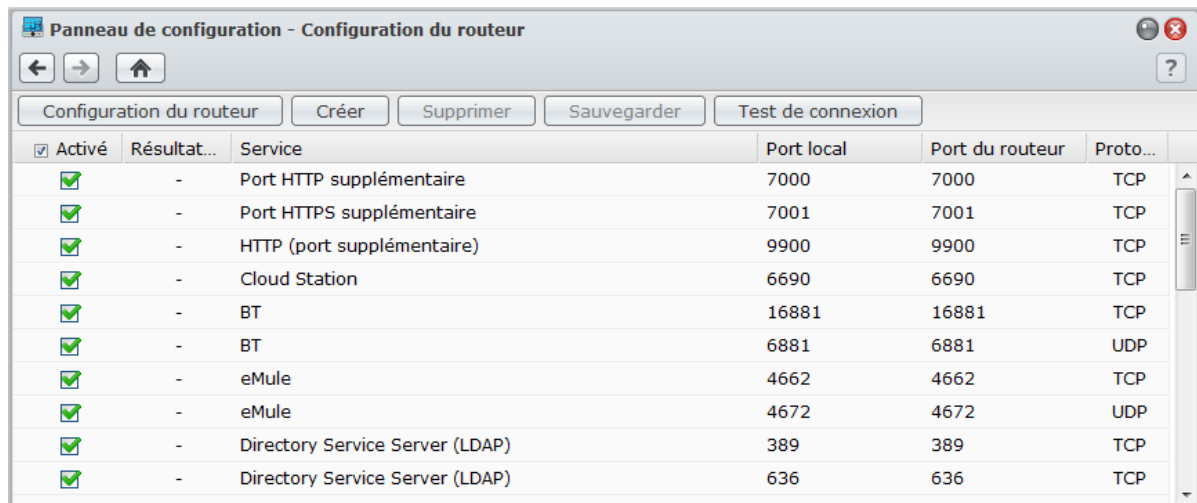 Panneau de configuration - Configuration du routeur
?
Configuration du routeur Créer Supprimer Sauvegarder Test de connexion
Activé Résultat... Service Port local Port du routeur Proto...
- Port HTTP supplémentaire 7000 7000 TCP
- Port HTTPS supplémentaire 7001 7001 TCP
- HTTP (port supplémentaire) 9900 9900 TCP
- Cloud Station 6690 6690 TCP
- BT 16881 16881 TCP
- BT 6881 6881 UDP
- eMule 4662 4662 TCP
- eMule 4672 4672 UDP
- Directory Service Server (LDAP) 389 389 TCP
- Directory Service Server (LDAP) 636 636 TCP